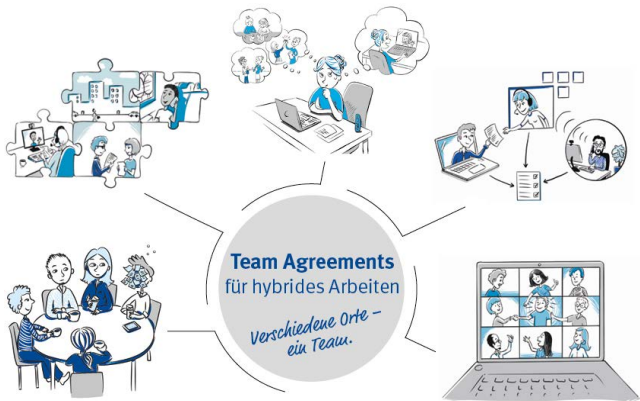 Team Agreements
für hybrides Arbeiten
Verschiedene Orte –
ein Team.